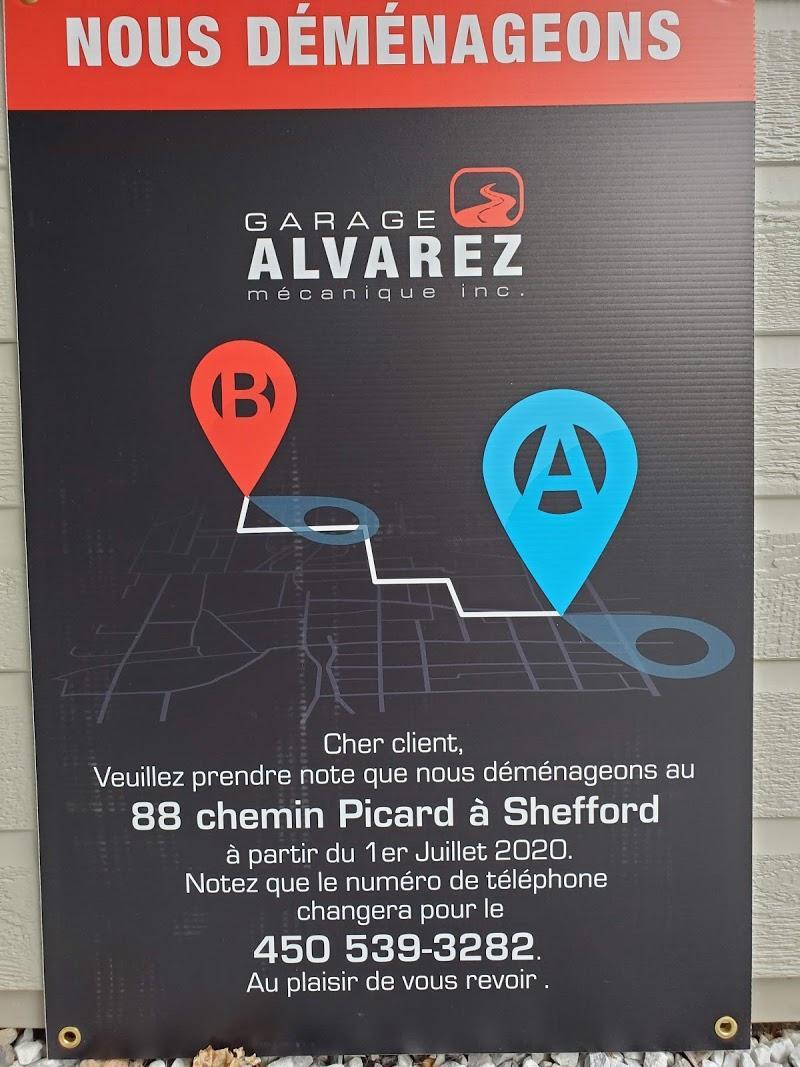 NOUS DÉMÉNAGEONS
GARAGE
ALVAREZ
mécanique inc.
B
A
Cher client,
Veuillez prendre note que nous déménageons au
88 chemin Picard à Shefford
à partir du 1er Juillet 2020.
Notez que le numéro de téléphone
changera pour le
450 539-3282.
Au plaisir de vous revoir .